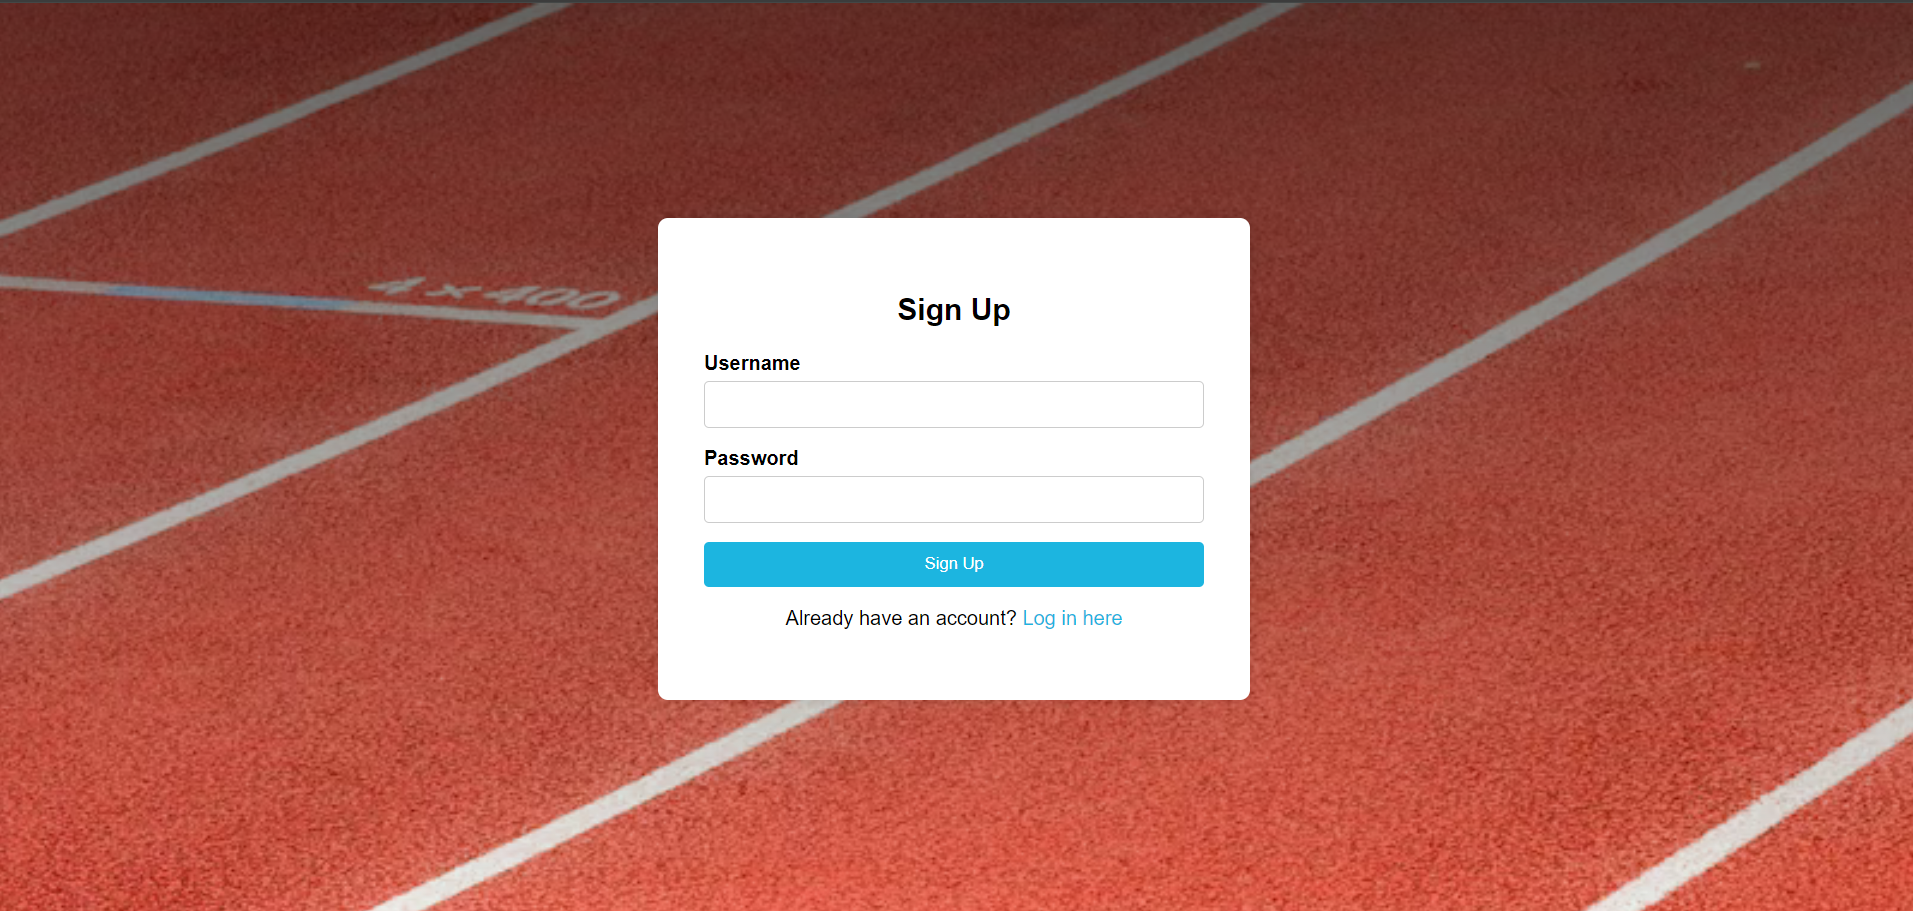 4 × 400
Sign Up
Username
Password
Sign Up
Already have an account? Log in here